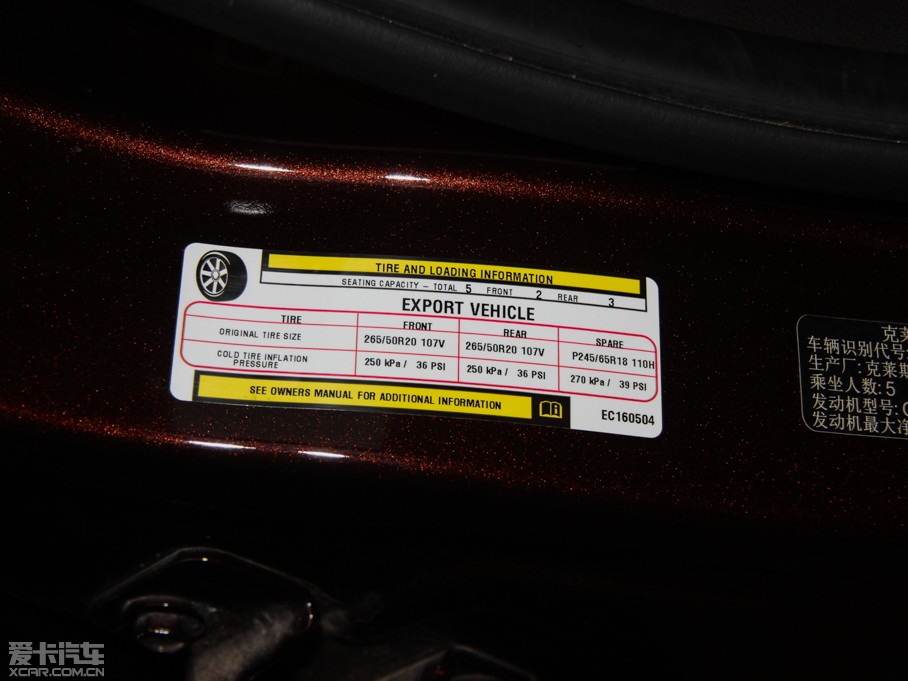 TIRE AND LOADING INFORMATION
SEATING CAPACITY – TOTAL 5 FRONT 2 REAR 3
EXPORT VEHICLE
TIRE FRONT REAR SPARE
ORIGINAL TIRE SIZE 265/50R20 107V 265/50R20 107V P245/65R18 110H
COLD TIRE INFLATION PRESSURE 250 kPa / 36 PSI 250 kPa / 36 PSI 270 kPa / 39 PSI
SEE OWNERS MANUAL FOR ADDITIONAL INFORMATION
EC160504
克莱
车辆识别代号:
生产厂:克莱斯
乘坐人数:5
发动机型号:
发动机最大净
爱卡汽车
XCAR.COM.CN